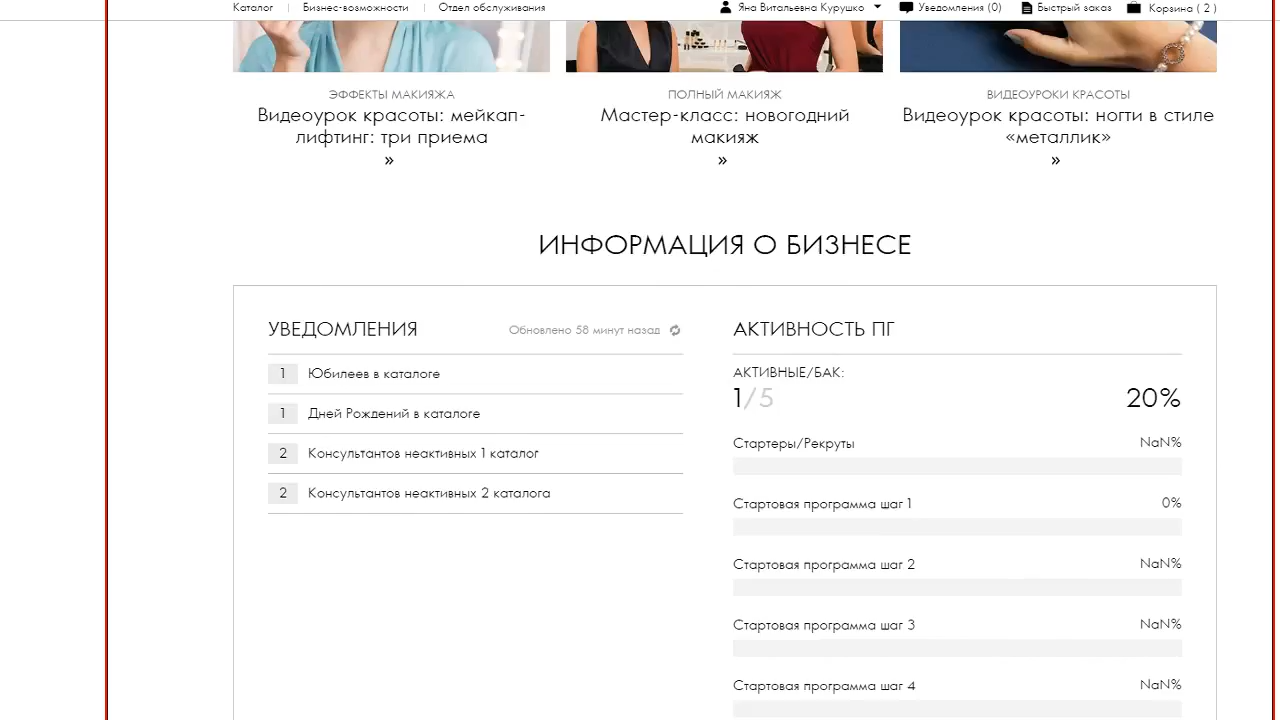 Каталог | Бизнес-возможности | Отдел обслуживания Яна Витальевна Курушко Уведомления (0) Быстрый заказ Корзина ( 2 )
ЭФФЕКТЫ МАКИЯЖА
Видеоурок красоты: мейкап-
лифтинг: три приема
»
ПОЛНЫЙ МАКИЯЖ
Мастер-класс: новогодний
макияж
»
ВИДЕОУРОКИ КРАСОТЫ
Видеоурок красоты: ногти в стиле
«металлик»
»
ИНФОРМАЦИЯ О БИЗНЕСЕ
УВЕДОМЛЕНИЯ Обновлено 58 минут назад
1 Юбилеев в каталоге
1 Дней Рождений в каталоге
2 Консультантов неактивных 1 каталог
2 Консультантов неактивных 2 каталога
АКТИВНОСТЬ ПГ
АКТИВНЫЕ/БАК:
1/5 20%
Стартеры/Рекруты NaN%
Стартовая программа шаг 1 0%
Стартовая программа шаг 2 NaN%
Стартовая программа шаг 3 NaN%
Стартовая программа шаг 4 NaN%